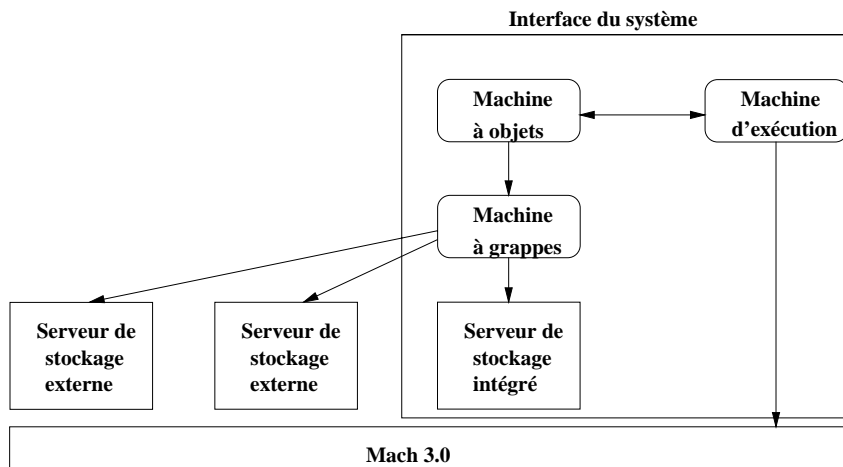 Interface du système
Machine
à objets
Machine
d'exécution
Machine
à grappes
Serveur de
stockage
externe
Serveur de
stockage
externe
Serveur de
stockage
intégré
Mach 3.0